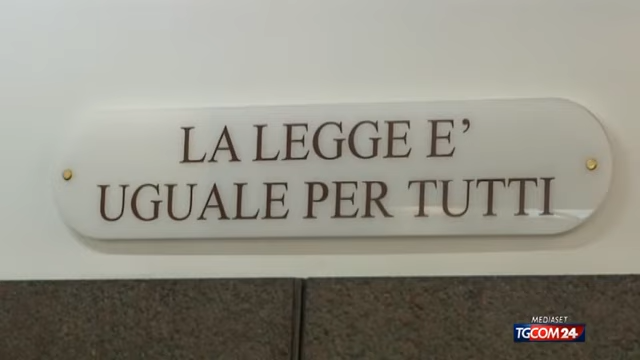 LA LEGGE E'
UGUALE PER TUTTI
MEDIASET
TGCOM24